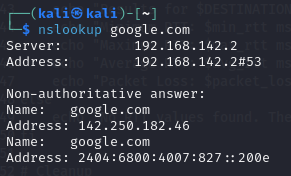 ┌──(kali㉿kali)-[~]
└─$ nslookup google.com
Server:         192.168.142.2
Address:        192.168.142.2#53

Non-authoritative answer:
Name:   google.com
Address: 142.250.182.46
Name:   google.com
Address: 2404:6800:4007:827::200e